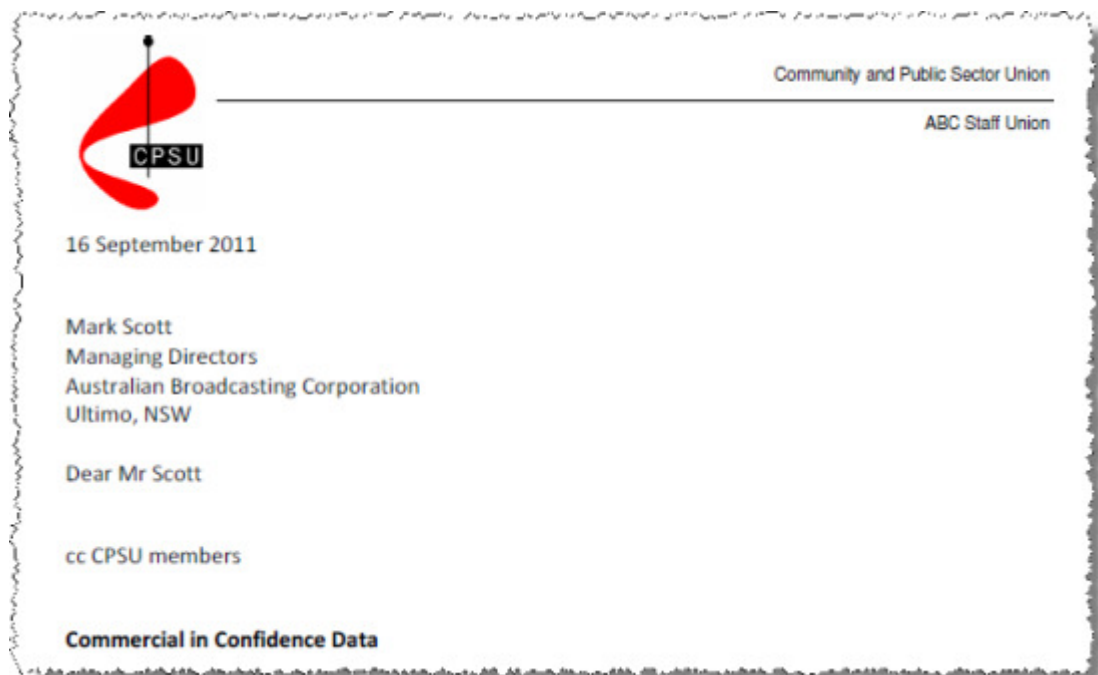 Community and Public Sector Union
ABC Staff Union
CPSU
16 September 2011
Mark Scott
Managing Directors
Australian Broadcasting Corporation
Ultimo, NSW
Dear Mr Scott
cc CPSU members
Commercial in Confidence Data